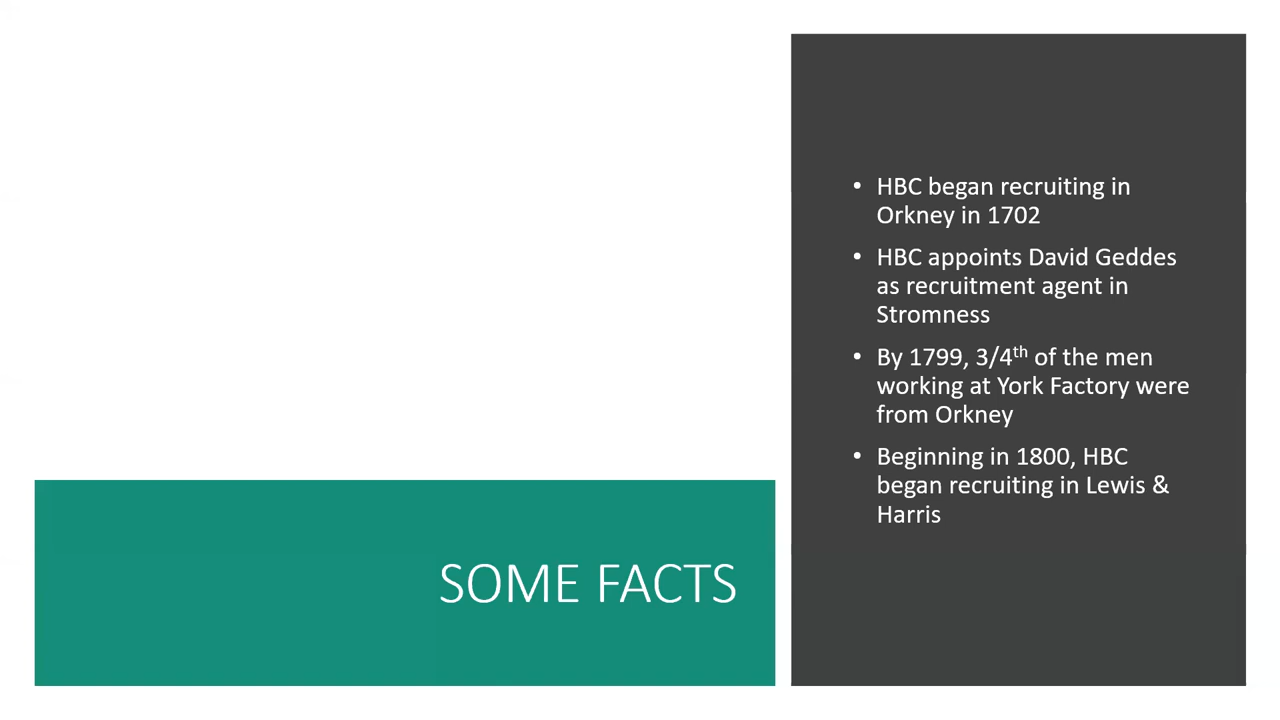 • HBC began recruiting in
Orkney in 1702
• HBC appoints David Geddes
as recruitment agent in
Stromness
• By 1799, 3/4th of the men
working at York Factory were
from Orkney
• Beginning in 1800, HBC
began recruiting in Lewis &
Harris
SOME FACTS